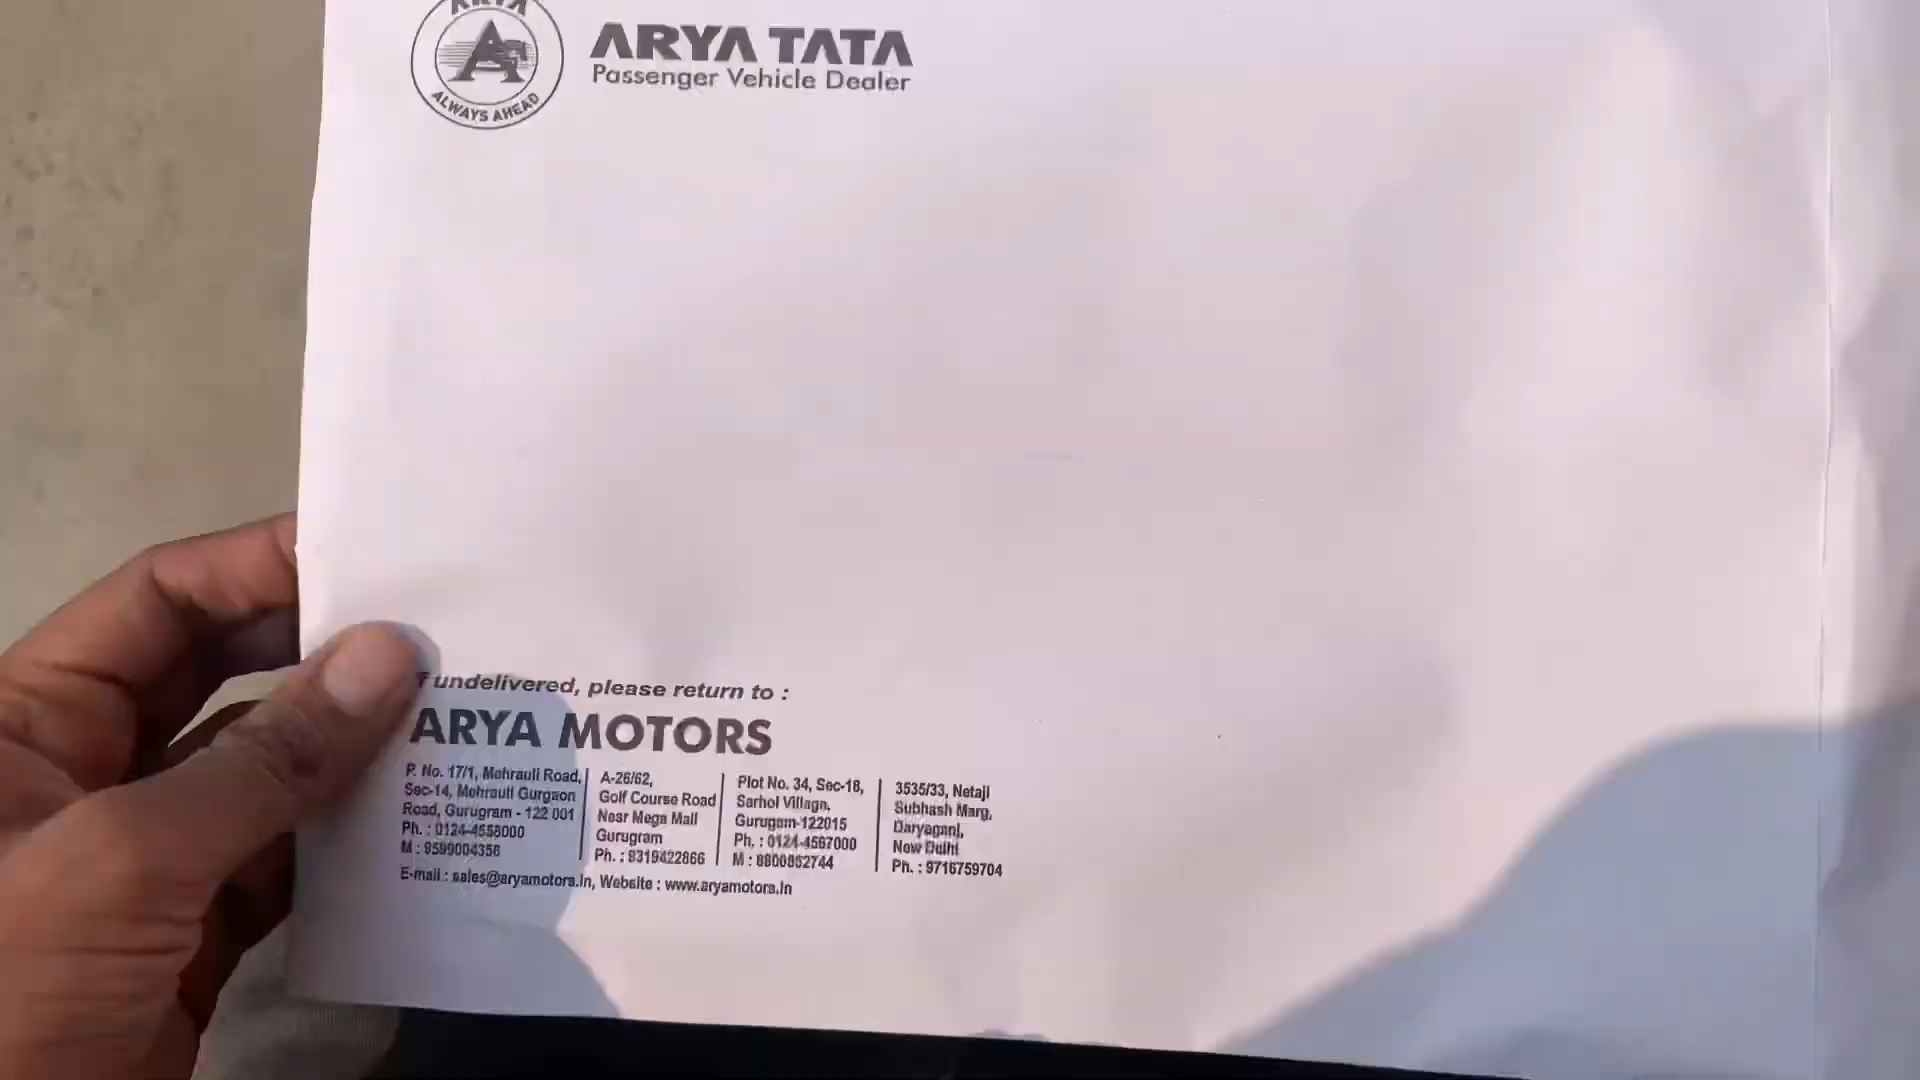 ARYA
ALWAYS AHEAD
ARYA TATA
Passenger Vehicle Dealer
f undelivered, please return to :
ARYA MOTORS
P. No. 17/1, Mehrauli Road,
Sec-14, Mehrauli Gurgaon
Road, Gurugram - 122 001
Ph. : 0124-4558000
M : 9599004356
A-26/62,
Golf Course Road
Near Mega Mall
Gurugram
Ph. : 9319422866
Plot No. 34, Sec-18,
Sarhol Village,
Gurugam-122015
Ph. : 0124-4567000
M : 8800862744
3535/33, Netaji
Subhash Marg,
Daryaganj,
New Delhi
Ph. : 9716759704
E-mail : sales@aryamotors.in, Website : www.aryamotors.in